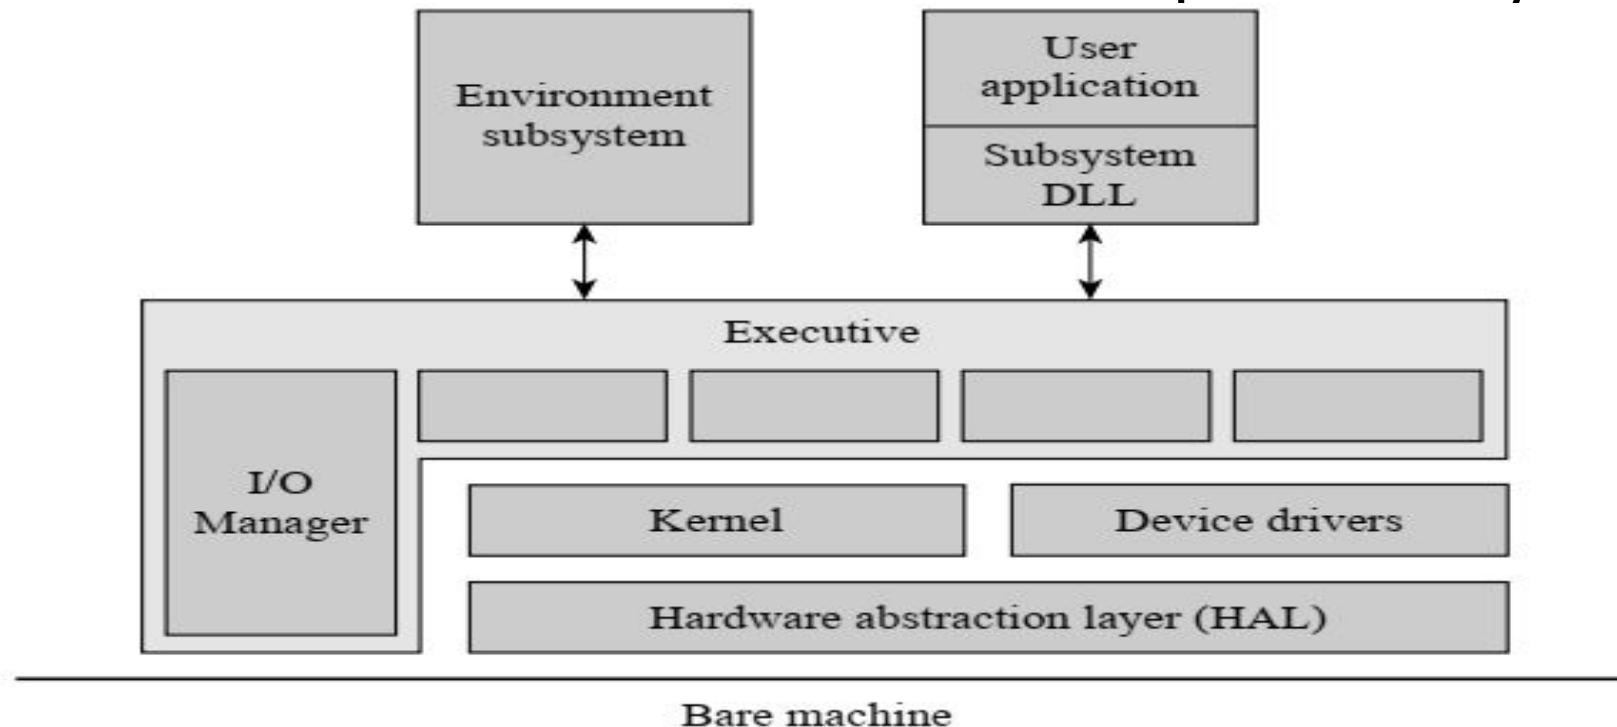 Environment
subsystem
User
application
Subsystem
DLL
Executive
I/O
Manager
Kernel
Device drivers
Hardware abstraction layer (HAL)
Bare machine